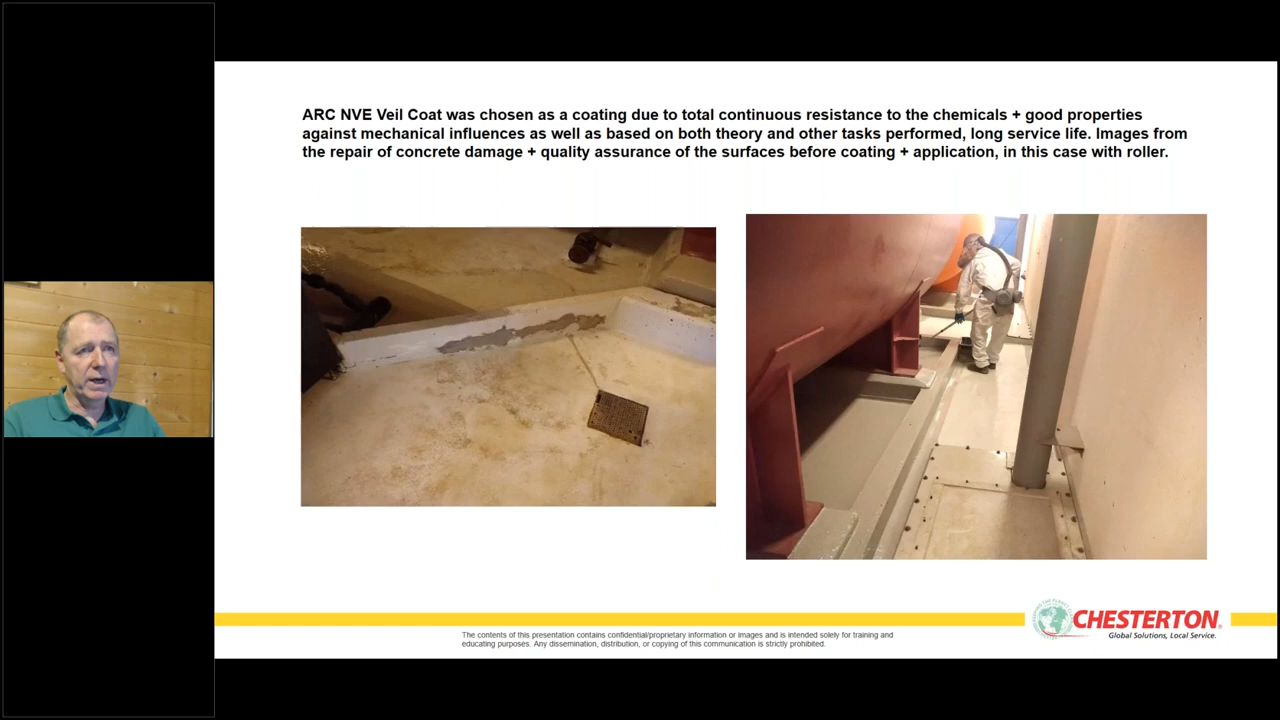 ARC NVE Veil Coat was chosen as a coating due to total continuous resistance to the chemicals + good properties
against mechanical influences as well as based on both theory and other tasks performed, long service life. Images from
the repair of concrete damage + quality assurance of the surfaces before coating + application, in this case with roller.
CHESTERTON®
Global Solutions, Local Service.
The contents of this presentation contains confidential/proprietary information or images and is intended solely for training and
educating purposes. Any dissemination, distribution, or copying of this communication is strictly prohibited.